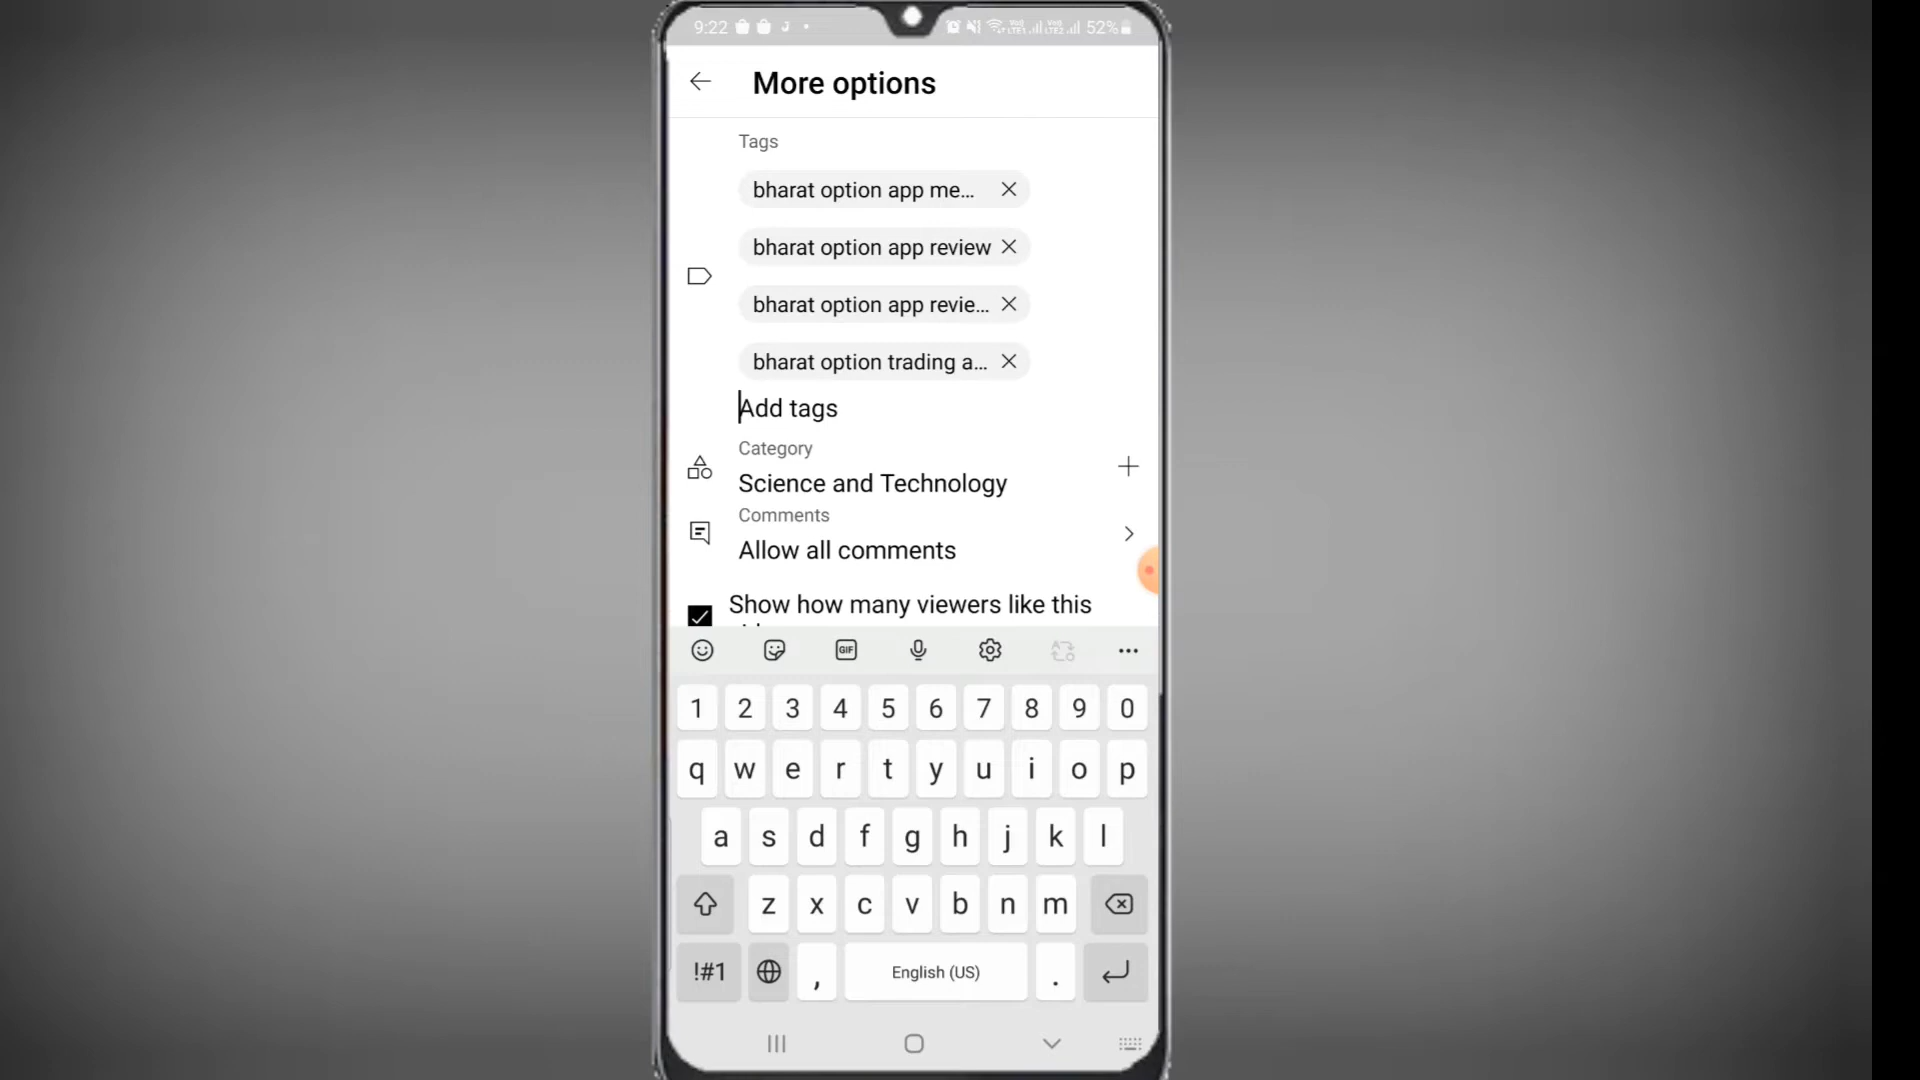 9:22 52%
More options
Tags
bharat option app me...
bharat option app review
bharat option app revie...
bharat option trading a...
Add tags
Category
Science and Technology
Comments
Allow all comments
Show how many viewers like this
GIF
1 2 3 4 5 6 7 8 9 0
q w e r t y u i o p
a s d f g h j k l
z x c v b n m
!#1 , English (US) .